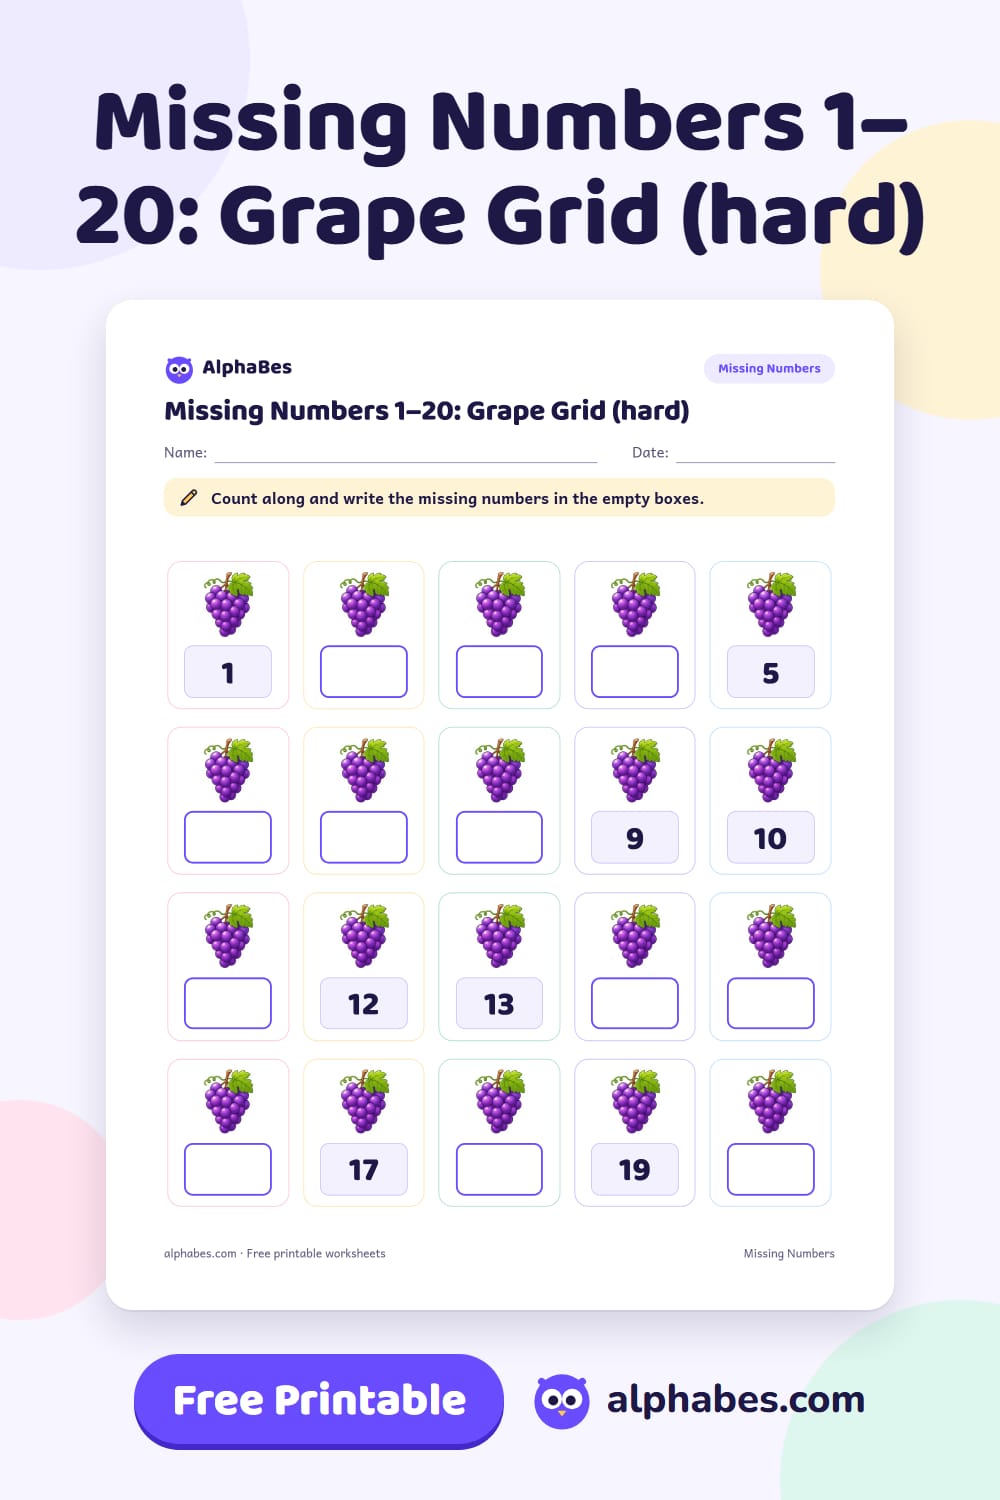 Missing Numbers 1–
20: Grape Grid (hard)
AlphaBes
Missing Numbers
Missing Numbers 1–20: Grape Grid (hard)
Name:
Date:
Count along and write the missing numbers in the empty boxes.
1
5
9
10
12
13
17
19
alphabes.com · Free printable worksheets
Missing Numbers
Free Printable
alphabes.com